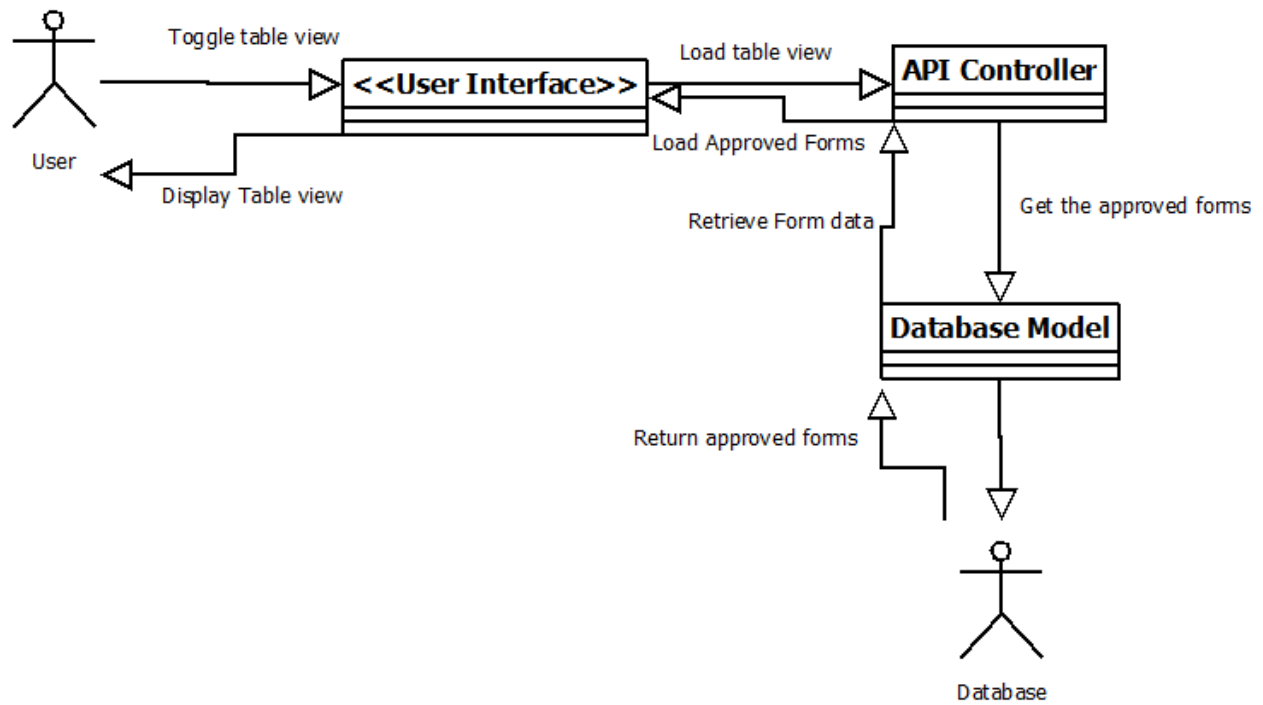 Toggle table view
<<User Interface>>
Load table view
API Controller
User
Display Table view
Load Approved Forms
Retrieve Form data
Get the approved forms
Database Model
Return approved forms
Database